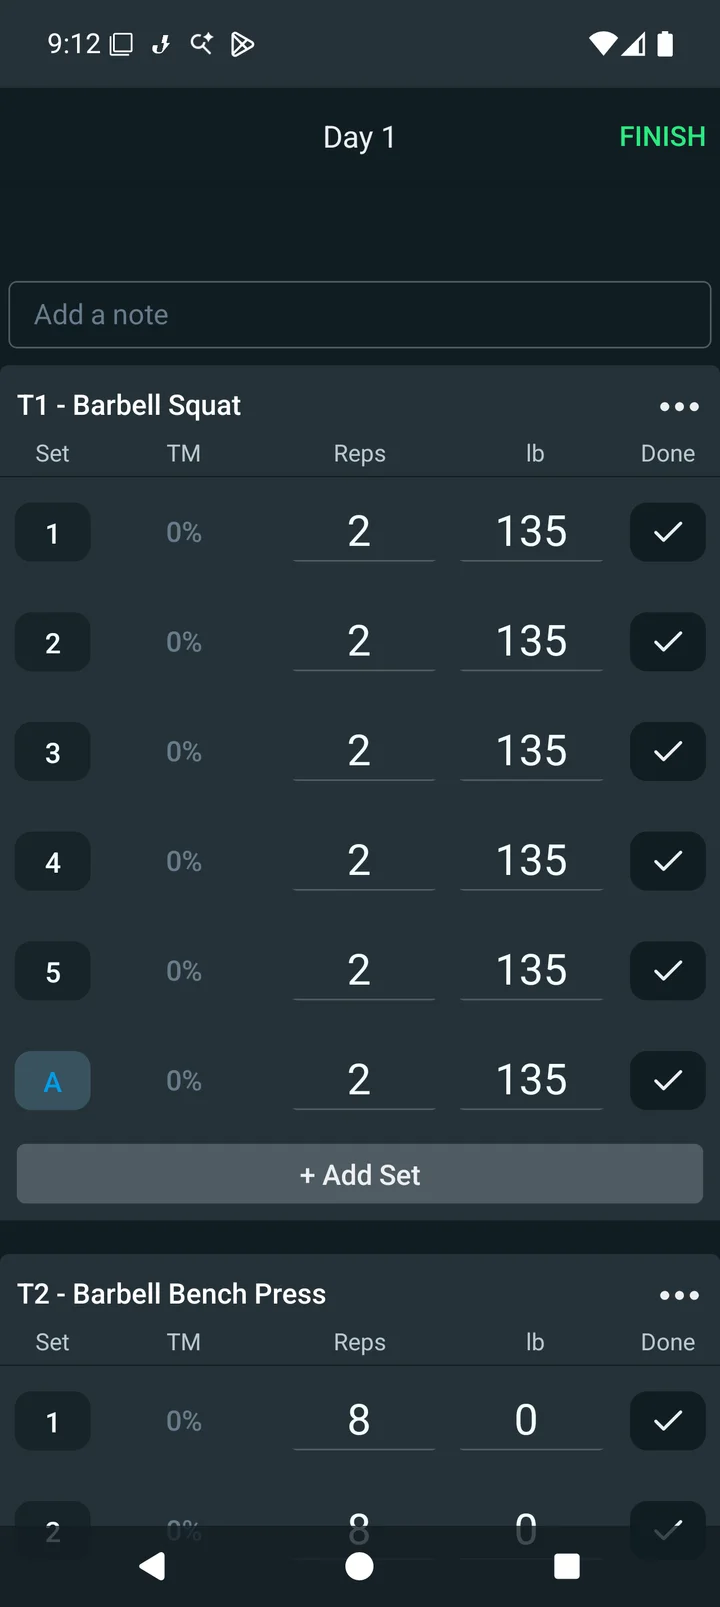 9:12
Day 1 FINISH
Add a note
T1 - Barbell Squat
Set TM Reps lb Done
1 0% 2 135
2 0% 2 135
3 0% 2 135
4 0% 2 135
5 0% 2 135
A 0% 2 135
+ Add Set
T2 - Barbell Bench Press
Set TM Reps lb Done
1 0% 8 0
2 0% 8 0